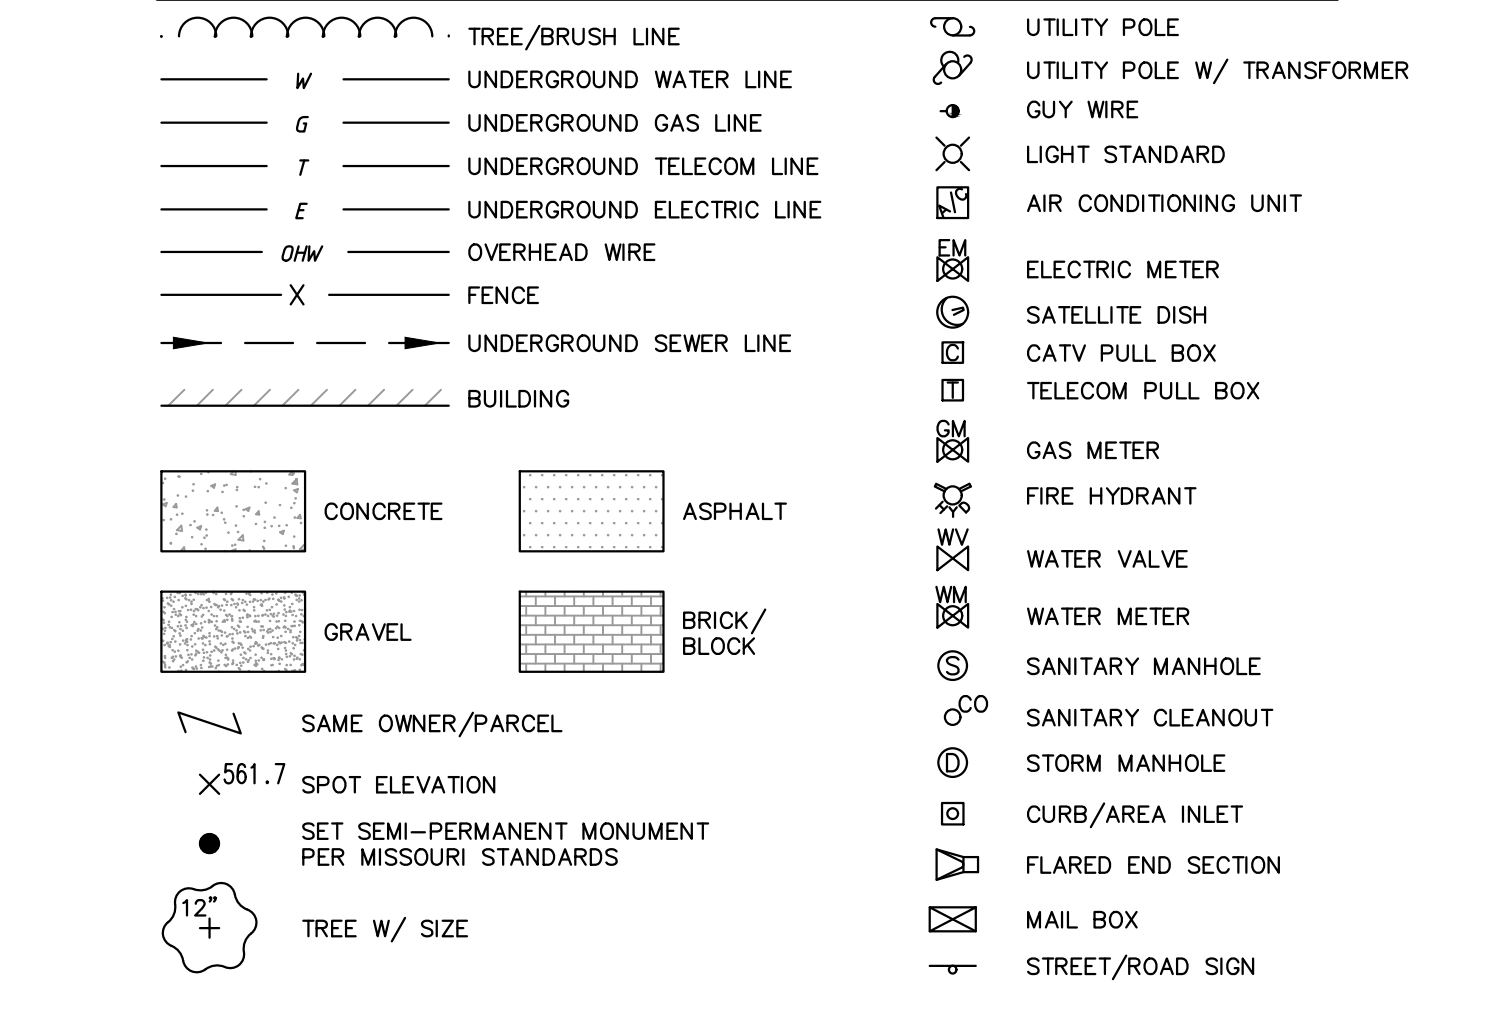 TREE/BRUSH LINE
W UNDERGROUND WATER LINE
G UNDERGROUND GAS LINE
T UNDERGROUND TELECOM LINE
E UNDERGROUND ELECTRIC LINE
OHW OVERHEAD WIRE
X FENCE
UNDERGROUND SEWER LINE
BUILDING
CONCRETE
ASPHALT
GRAVEL
BRICK/
BLOCK
SAME OWNER/PARCEL
561.7 SPOT ELEVATION
SET SEMI-PERMANENT MONUMENT
PER MISSOURI STANDARDS
12" TREE W/ SIZE
UTILITY POLE
UTILITY POLE W/ TRANSFORMER
GUY WIRE
LIGHT STANDARD
A/C AIR CONDITIONING UNIT
EM
ELECTRIC METER
SATELLITE DISH
C CATV PULL BOX
T TELECOM PULL BOX
GM
GAS METER
FIRE HYDRANT
WV
WATER VALVE
WM
WATER METER
S SANITARY MANHOLE
CO SANITARY CLEANOUT
D STORM MANHOLE
CURB/AREA INLET
FLARED END SECTION
MAIL BOX
STREET/ROAD SIGN